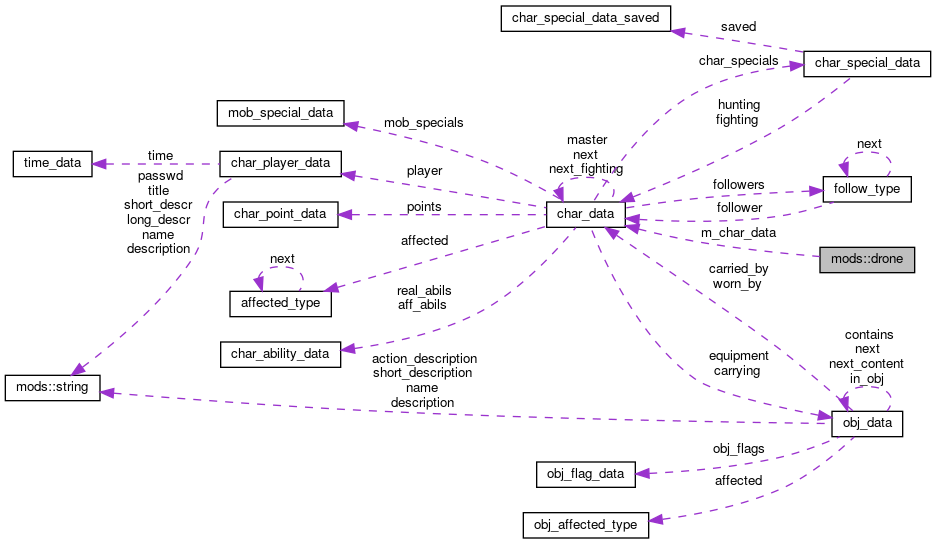 char_special_data_saved
saved
char_special_data
char_specials
mob_special_data
mob_specials
hunting
fighting
master
next
next_fighting
next
time_data
time
char_player_data
player
followers
follow_type
passwd
title
short_descr
long_descr
name
description
char_point_data
points
char_data
follower
m_char_data
mods::drone
affected
next
affected_type
carried_by
worn_by
real_abils
aff_abils
char_ability_data
contains
next
next_content
in_obj
equipment
carrying
action_description
short_description
name
description
mods::string
obj_data
obj_flags
obj_flag_data
affected
obj_affected_type